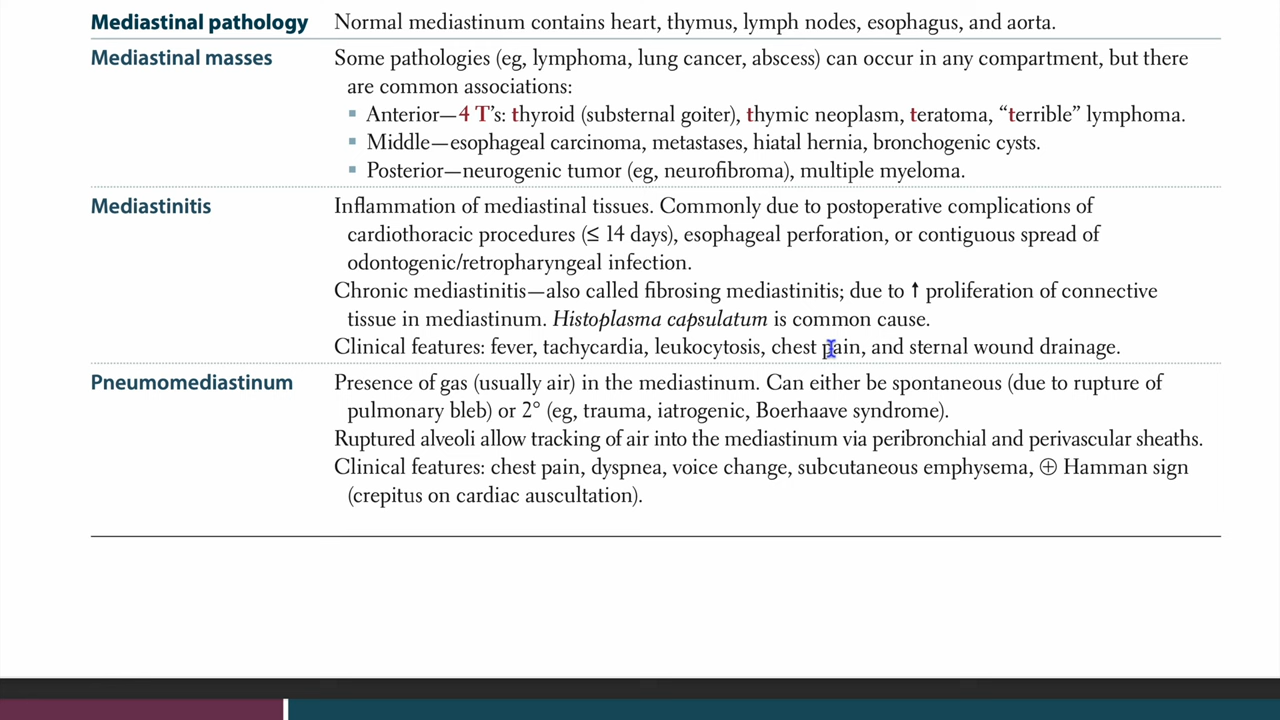 Mediastinal pathology Normal mediastinum contains heart, thymus, lymph nodes, esophagus, and aorta.
Mediastinal masses Some pathologies (eg, lymphoma, lung cancer, abscess) can occur in any compartment, but there
are common associations:
▪ Anterior—4 T’s: thyroid (substernal goiter), thymic neoplasm, teratoma, “terrible” lymphoma.
▪ Middle—esophageal carcinoma, metastases, hiatal hernia, bronchogenic cysts.
▪ Posterior—neurogenic tumor (eg, neurofibroma), multiple myeloma.
Mediastinitis Inflammation of mediastinal tissues. Commonly due to postoperative complications of
cardiothoracic procedures (≤ 14 days), esophageal perforation, or contiguous spread of
odontogenic/retropharyngeal infection.
Chronic mediastinitis—also called fibrosing mediastinitis; due to ↑ proliferation of connective
tissue in mediastinum. Histoplasma capsulatum is common cause.
Clinical features: fever, tachycardia, leukocytosis, chest pain, and sternal wound drainage.
Pneumomediastinum Presence of gas (usually air) in the mediastinum. Can either be spontaneous (due to rupture of
pulmonary bleb) or 2° (eg, trauma, iatrogenic, Boerhaave syndrome).
Ruptured alveoli allow tracking of air into the mediastinum via peribronchial and perivascular sheaths.
Clinical features: chest pain, dyspnea, voice change, subcutaneous emphysema, ⊕ Hamman sign
(crepitus on cardiac auscultation).